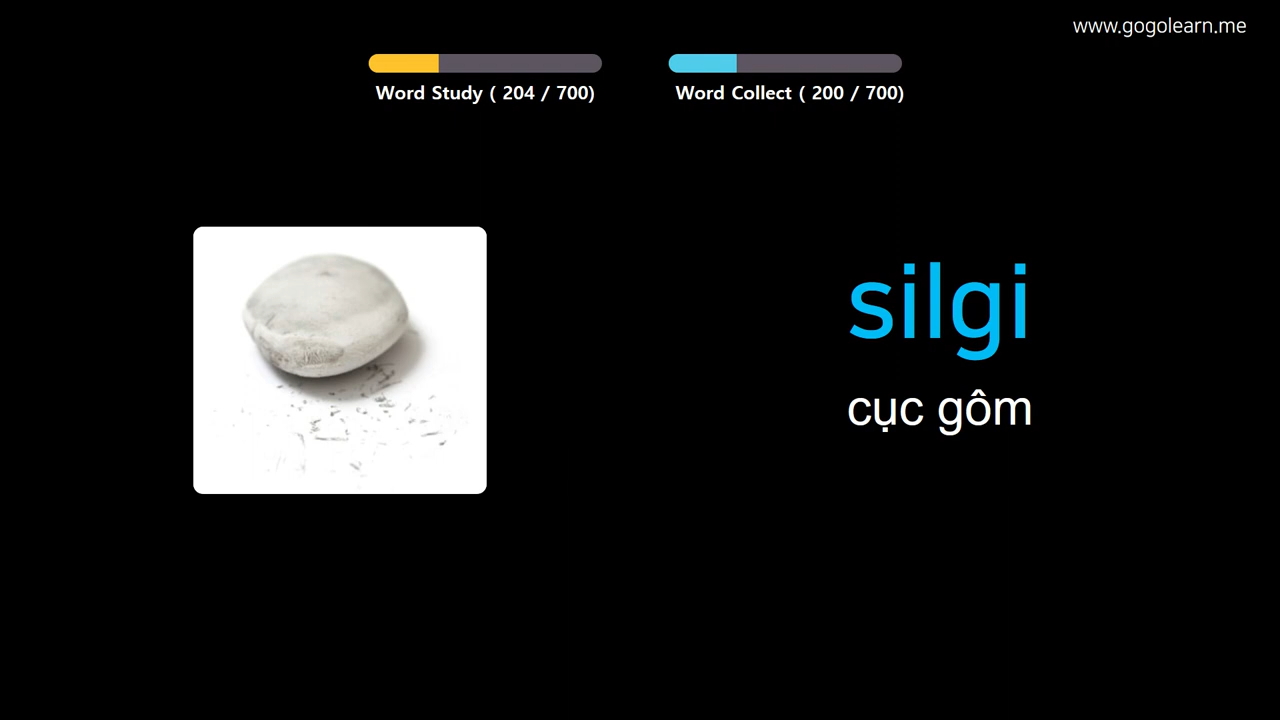 www.gogolearn.me
Word Study ( 204 / 700)
Word Collect ( 200 / 700)
silgi
cục gôm